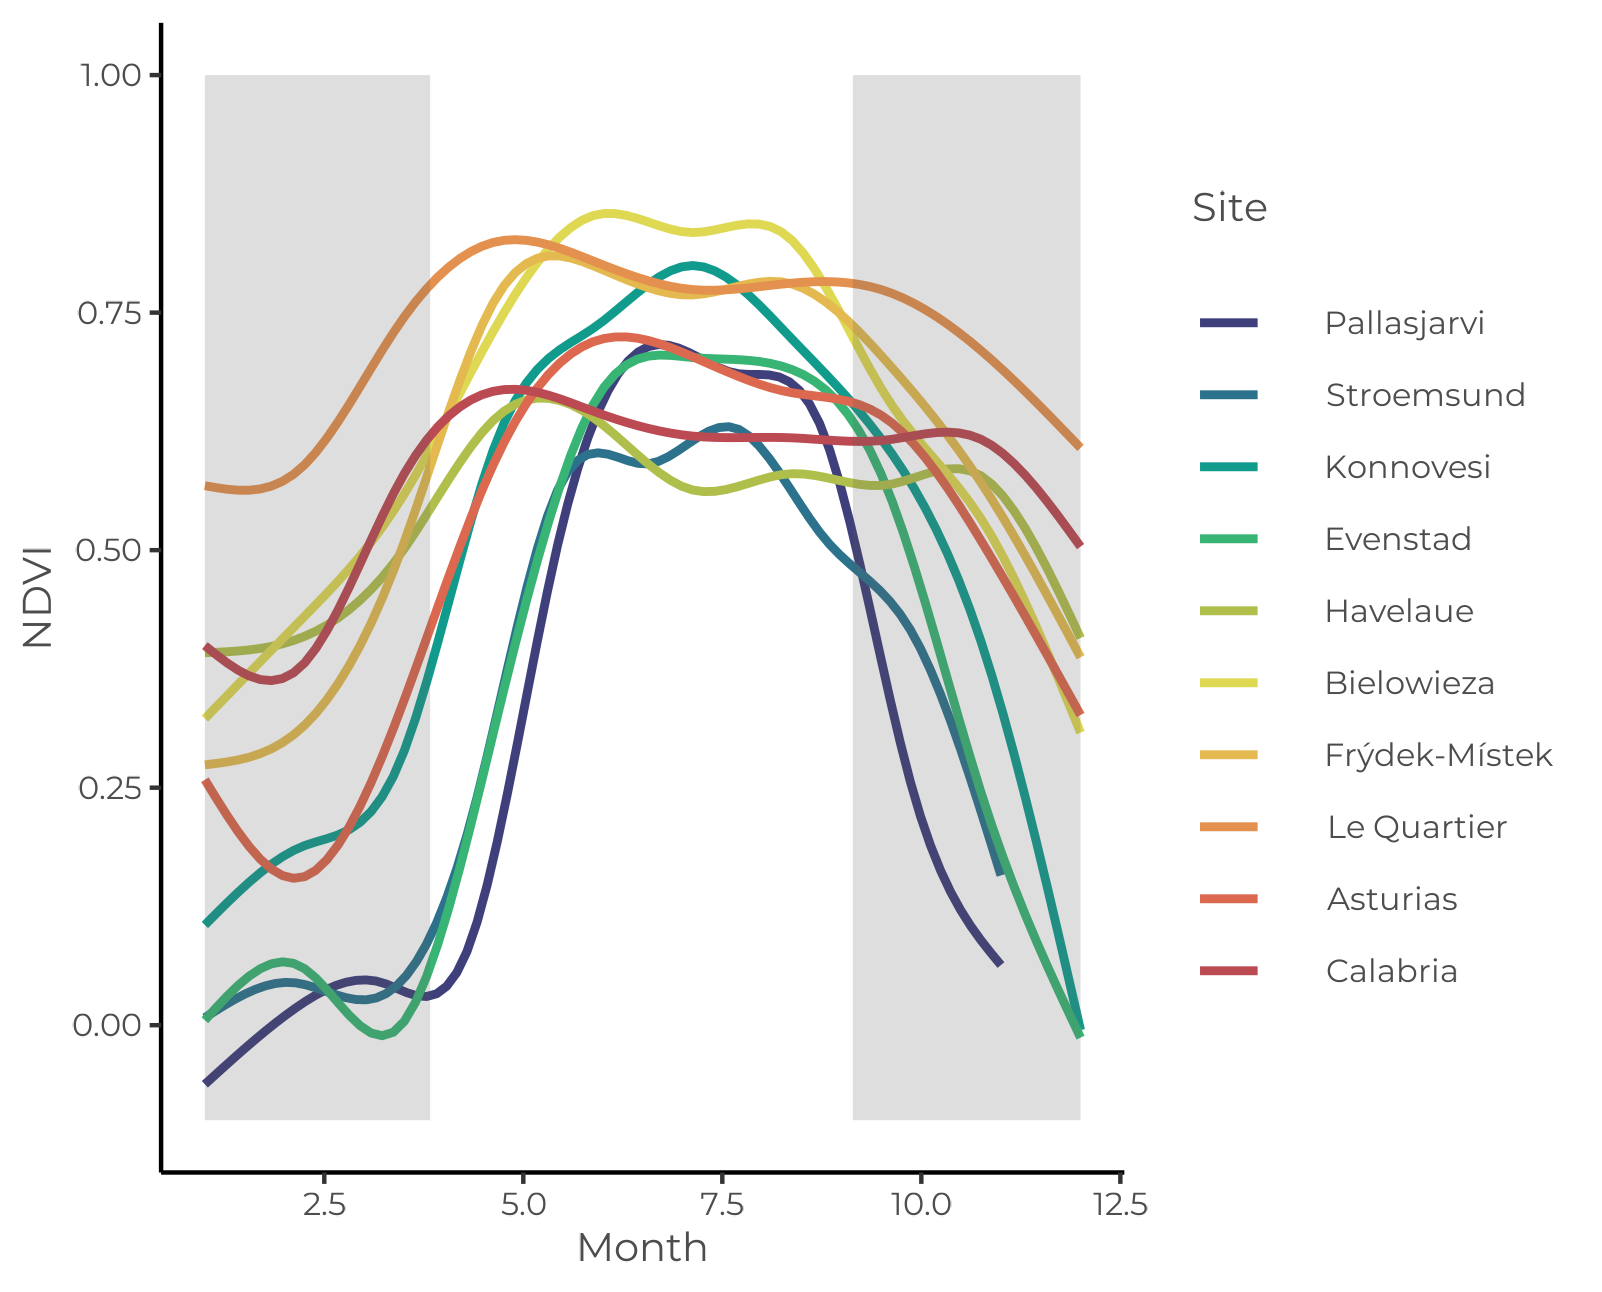 1.00
0.75
0.50
0.25
0.00
NDVI
2.5 5.0 7.5 10.0 12.5
Month
Site
Pallasjarvi
Stroemsund
Konnovesi
Evenstad
Havelaue
Bielowieza
Frýdek-Místek
Le Quartier
Asturias
Calabria